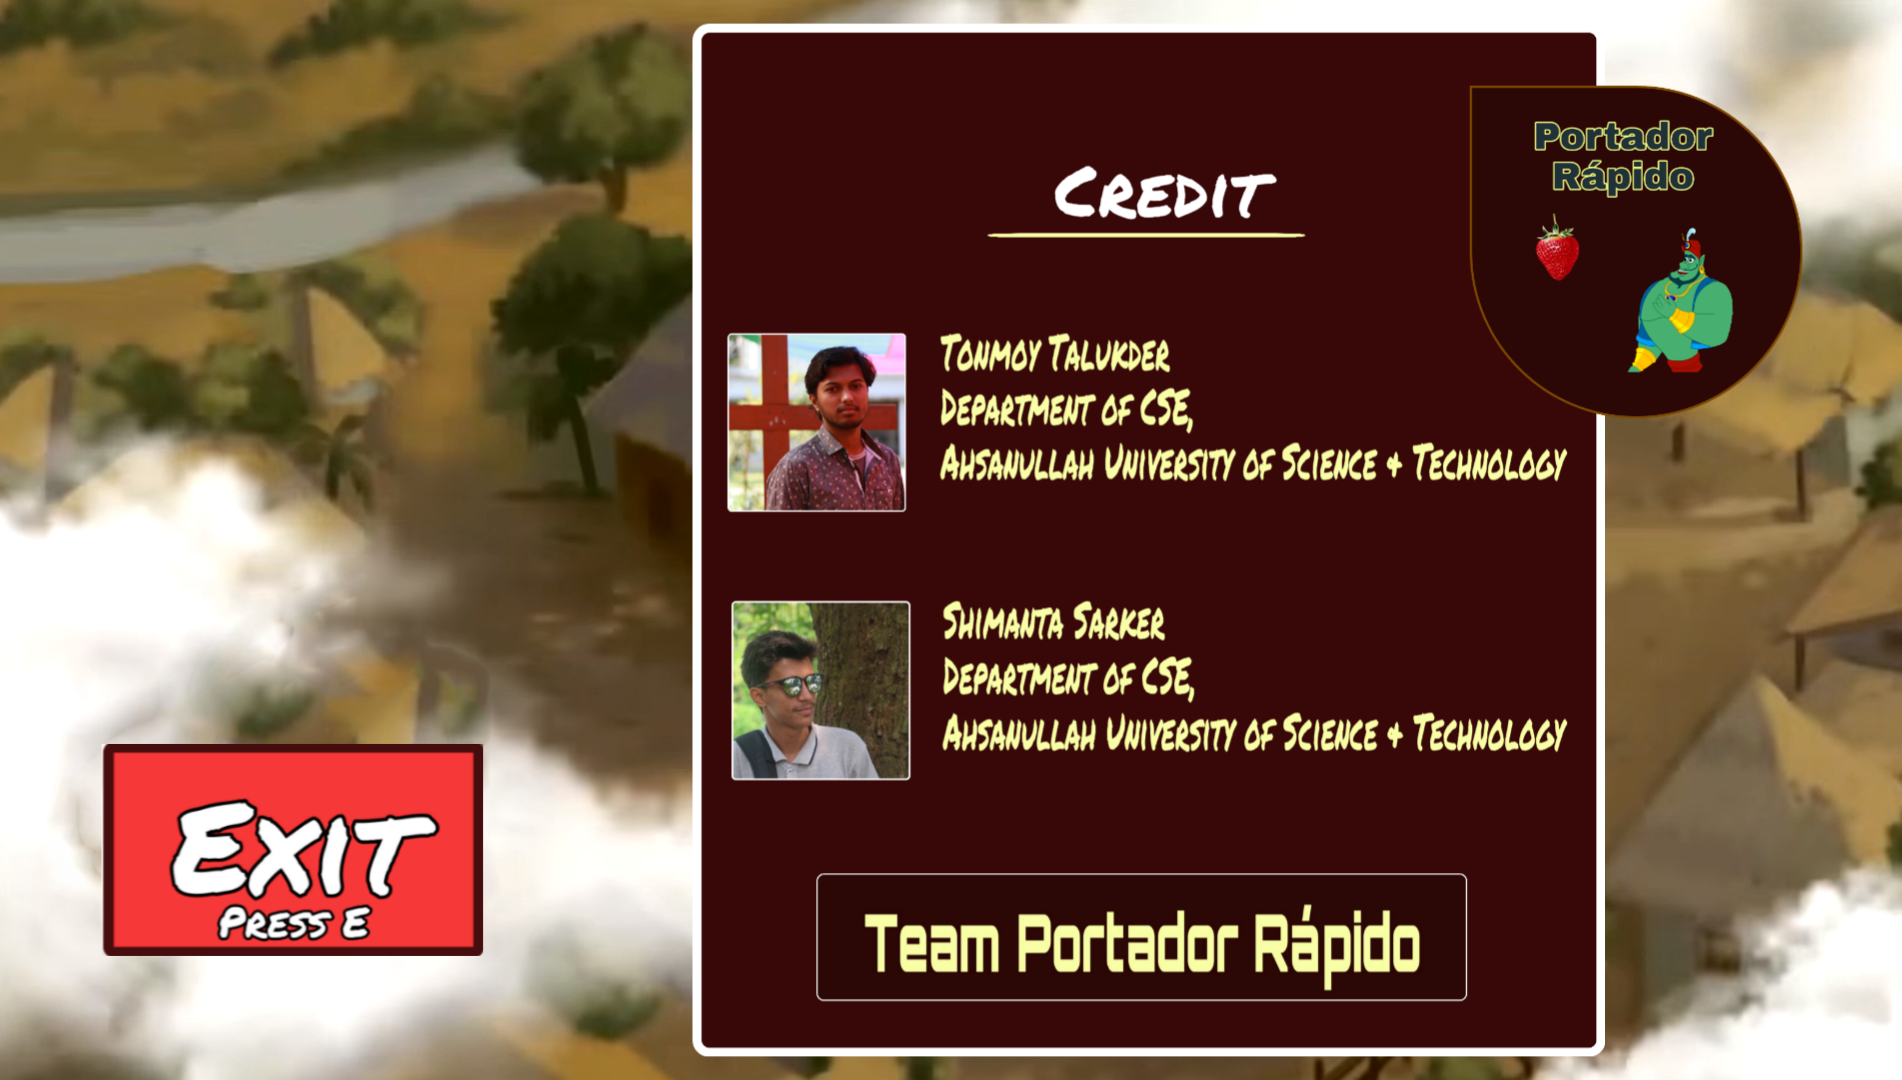 CREDIT
Portador
Rápido
TONMOY TALUKDER
DEPARTMENT OF CSE,
AHSANULLAH UNIVERSITY OF SCIENCE & TECHNOLOGY
SHIMANTA SARKER
DEPARTMENT OF CSE,
AHSANULLAH UNIVERSITY OF SCIENCE & TECHNOLOGY
EXIT
PRESS E
Team Portador Rápido